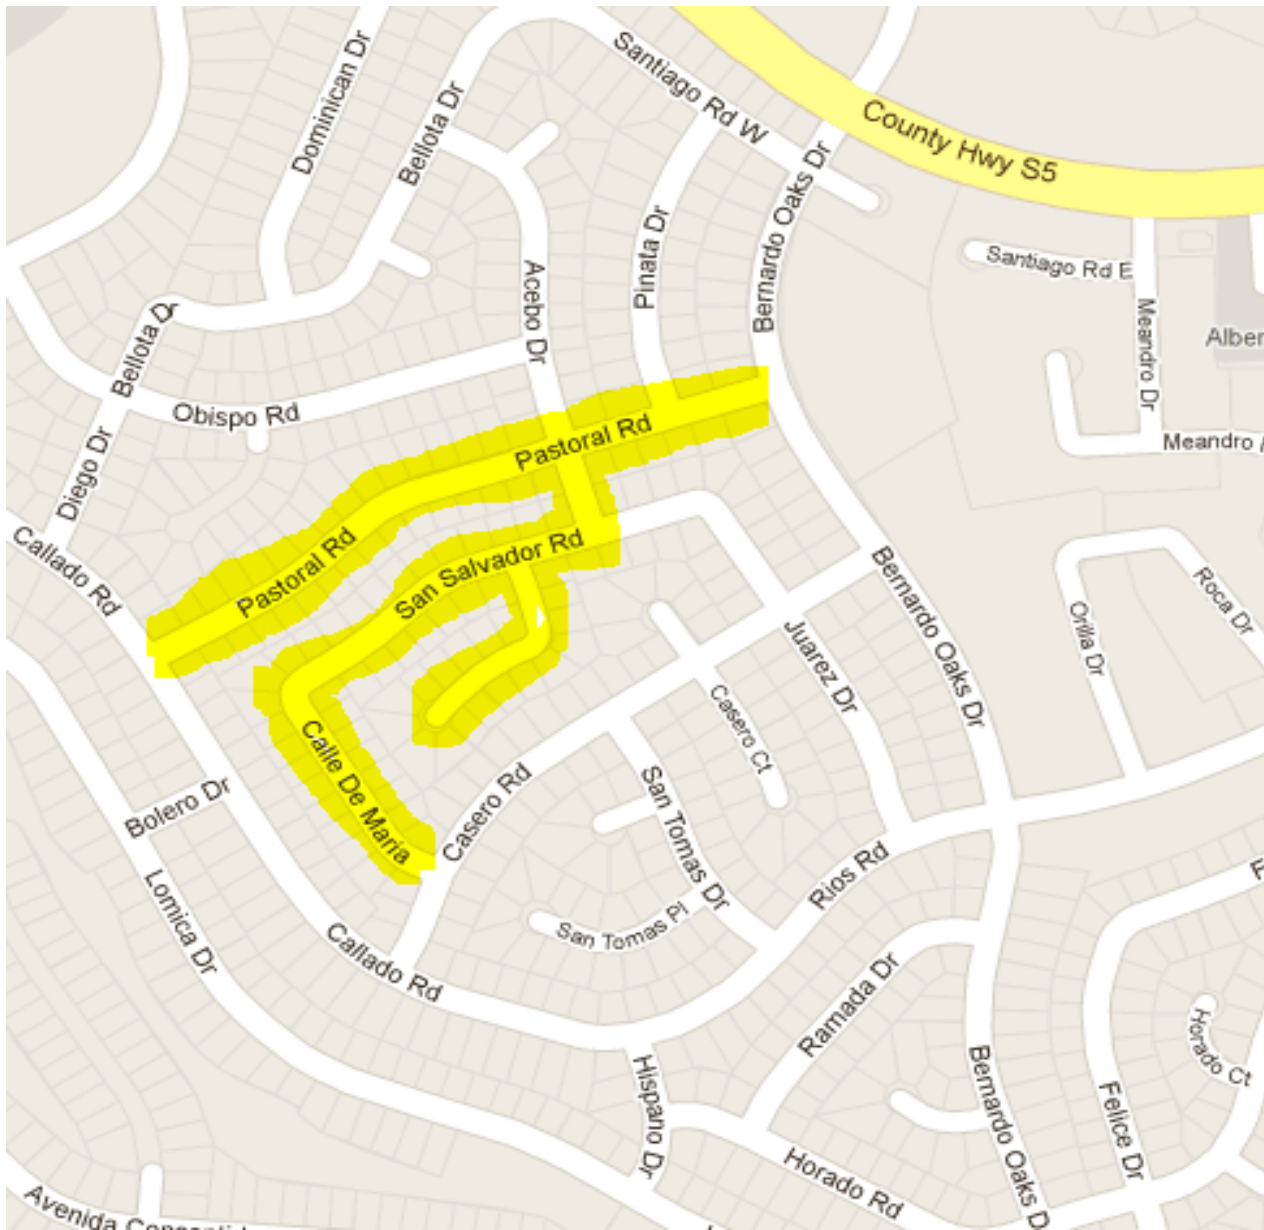 Santiago Rd W
County Hwy S5
Dominican Dr
Bellota Dr
Bernardo Oaks Dr
Pinata Dr
Acebo Dr
Santiago Rd E
Meandro Dr
Bellota Dr
Obispo Rd
Pastoral Rd
Meandro
Diego Dr
Callado Rd
Pastoral Rd
San Salvador Rd
Bernardo Oaks Dr
Roca Dr
Orilla Dr
Juarez Dr
Casero Ct
Calle De Maria
Casero Rd
San Tomas Dr
Bolero Dr
Rios Rd
Lomica Dr
San Tomas Pl
Callado Rd
Ramada Dr
Horado Ct
Hispano Dr
Bernardo Oaks D
Felice Dr
Horado Rd
Avenida